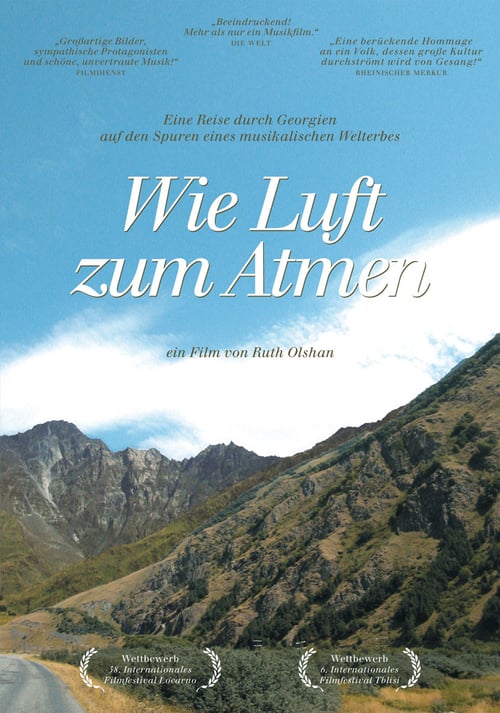 „Beeindruckend!
Mehr als nur ein Musikfilm.“
DIE WELT
„Großartige Bilder,
sympathische Protagonisten
und schöne, unvertraute Musik!“
FILMDIENST
„Eine berückende Hommage
an ein Volk, dessen große Kultur
durchströmt wird von Gesang!“
RHEINISCHER MERKUR
Eine Reise durch Georgien
auf den Spuren eines musikalischen Welterbes
Wie Luft
zum Atmen
ein Film von Ruth Olshan
Wettbewerb
58. Internationales
Filmfestival Locarno
Wettbewerb
6. Internationales
Filmfestival Tblisi